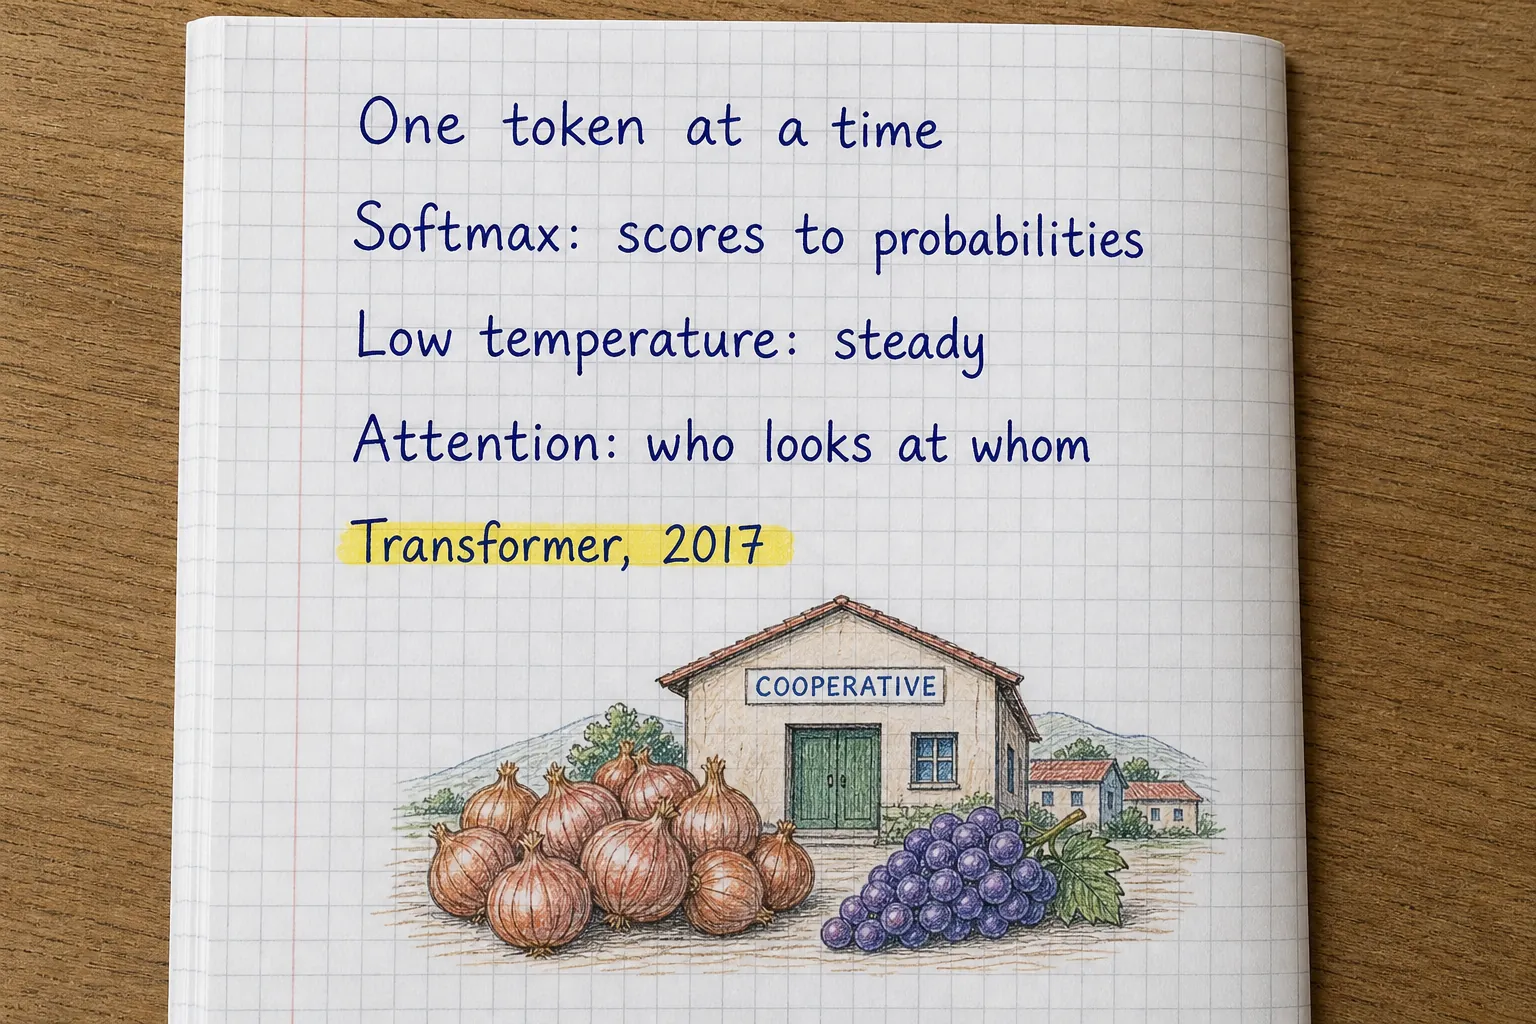 One token at a time
Softmax: scores to probabilities
Low temperature: steady
Attention: who looks at whom
Transformer, 2017
COOPERATIVE